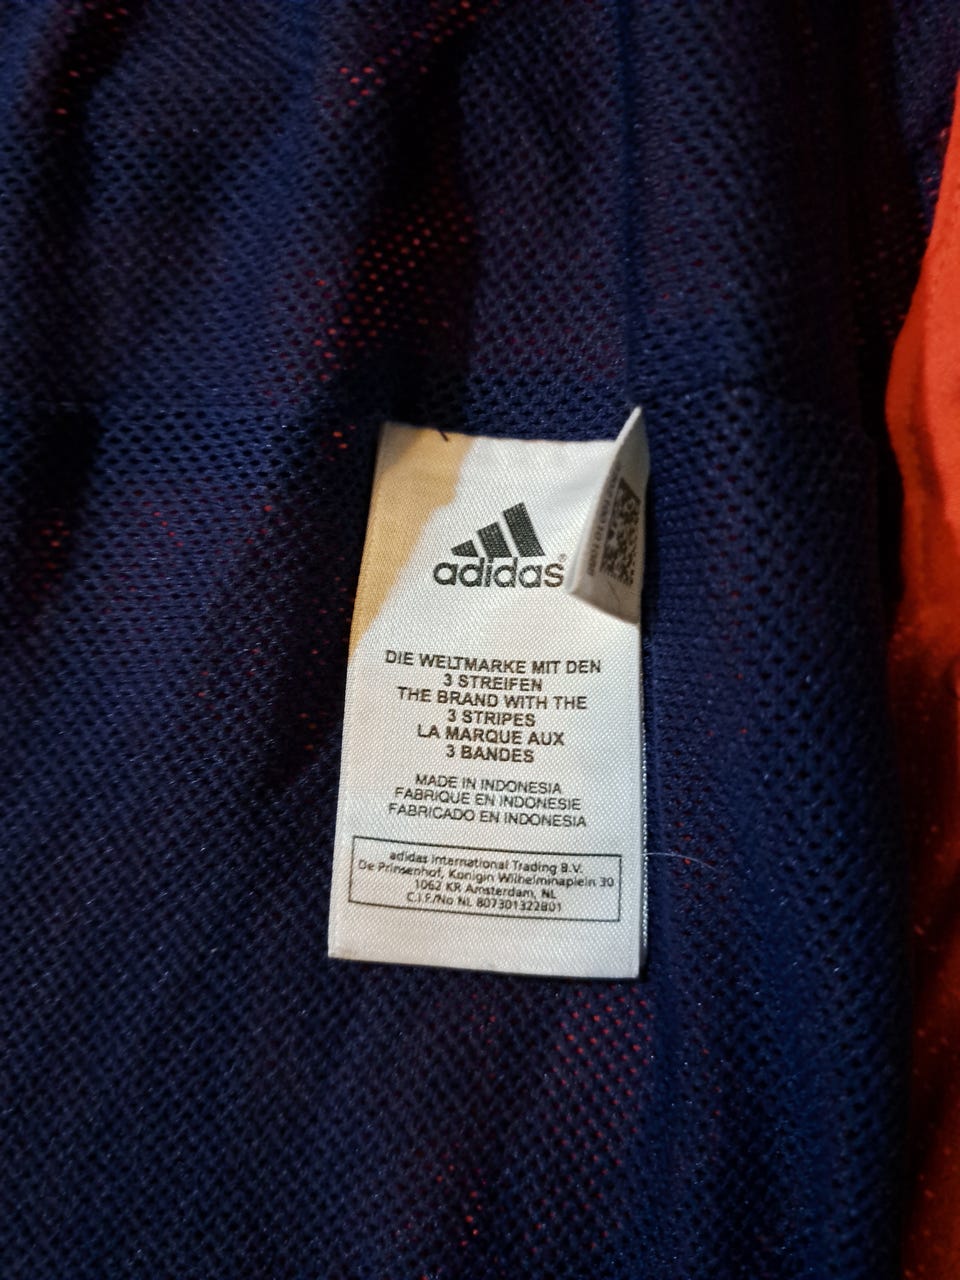 adidas®
DIE WELTMARKE MIT DEN
3 STREIFEN
THE BRAND WITH THE
3 STRIPES
LA MARQUE AUX
3 BANDES
MADE IN INDONESIA
FABRIQUE EN INDONESIE
FABRICADO EN INDONESIA
adidas International Trading B.V.
De Prinsenhof, Konigin Wilhelminaplein 30
1062 KR Amsterdam, NL
C.I.F/No NL 807301322B01